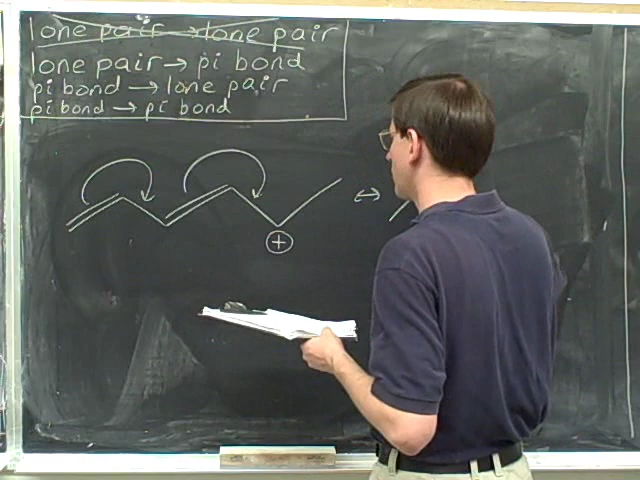 lone pair → lone pair
lone pair → pi bond
pi bond → lone pair
pi bond → pi bond
+